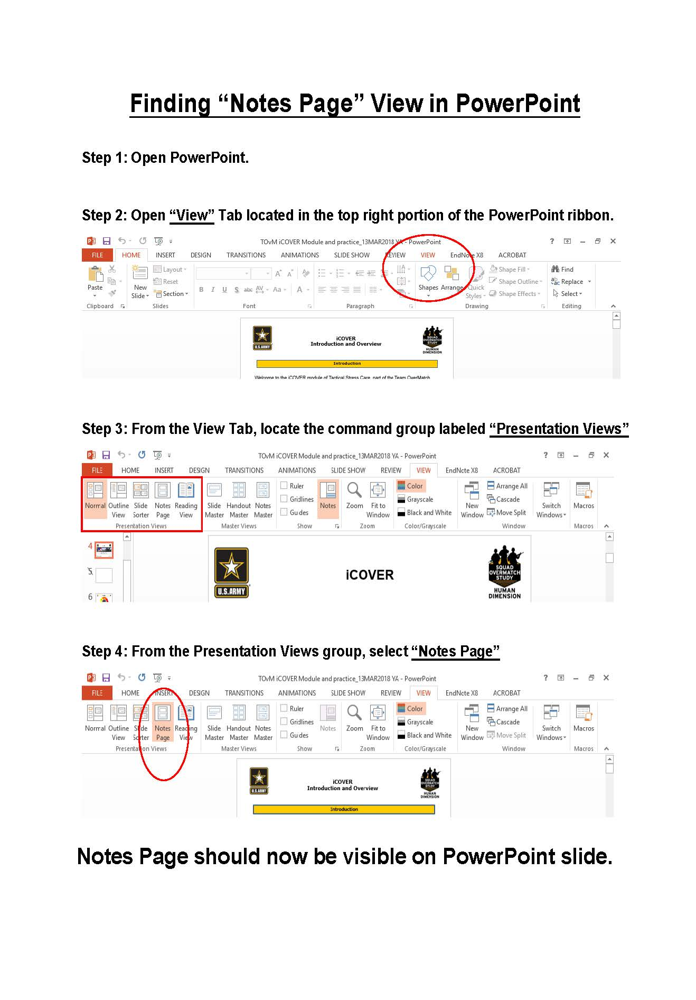 Finding “Notes Page” View in PowerPoint
Step 1: Open PowerPoint.
Step 2: Open “View” Tab located in the top right portion of the PowerPoint ribbon.
TOvM iCOVER Module and practice_13MAR2018 YA - PowerPoint
FILE HOME INSERT DESIGN TRANSITIONS ANIMATIONS SLIDE SHOW REVIEW VIEW EndNote X8 ACROBAT
Layout Shape Fill Find
Reset Shape Outline Replace
Paste New Slide Section B I U S abc AV Aa A Shapes Arrange Quick Styles Shape Effects Select
Clipboard Slides Font Paragraph Drawing Editing
U.S.ARMY
iCOVER
Introduction and Overview
SQUAD
OVERMATCH
STUDY
HUMAN
DIMENSION
Introduction
Welcome to the iCOVER module of Tactical Stress Care, part of the Team OverMatch
Step 3: From the View Tab, locate the command group labeled “Presentation Views”
TOvM iCOVER Module and practice_13MAR2018 YA - PowerPoint
FILE HOME INSERT DESIGN TRANSITIONS ANIMATIONS SLIDE SHOW REVIEW VIEW EndNote X8 ACROBAT
Ruler Color Arrange All
Gridlines Grayscale Cascade
Normal Outline Slide Notes Reading Slide Handout Notes Notes Zoom Fit to New Switch Macros
View Sorter Page View Master Master Master Guides Window Black and White Window Move Split Windows
Presentation Views Master Views Show Zoom Color/Grayscale Window Macros
4
5
6
U.S.ARMY
iCOVER
SQUAD
OVERMATCH
STUDY
HUMAN
DIMENSION
Step 4: From the Presentation Views group, select “Notes Page”
TOvM iCOVER Module and practice_13MAR2018 YA - PowerPoint
FILE HOME INSERT DESIGN TRANSITIONS ANIMATIONS SLIDE SHOW REVIEW VIEW EndNote X8 ACROBAT
Ruler Color Arrange All
Gridlines Grayscale Cascade
Normal Outline Slide Notes Reading Slide Handout Notes Notes Zoom Fit to New Switch Macros
View Sorter Page View Master Master Master Guides Window Black and White Window Move Split Windows
Presentation Views Master Views Show Zoom Color/Grayscale Window Macros
U.S.ARMY
iCOVER
Introduction and Overview
SQUAD
OVERMATCH
STUDY
HUMAN
DIMENSION
Introduction
Notes Page should now be visible on PowerPoint slide.